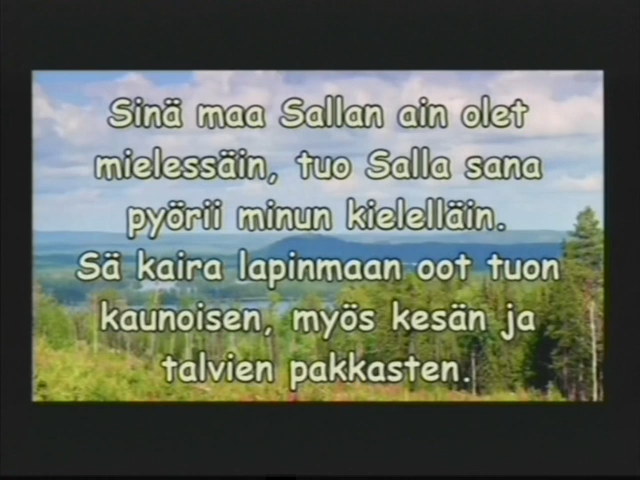 Sinä maa Sallan ain olet
mielessäin, tuo Salla sana
pyörii minun kielelläin.
Sä kaira lapinmaan oot tuon
kaunoisen, myös kesän ja
talvien pakkasten.